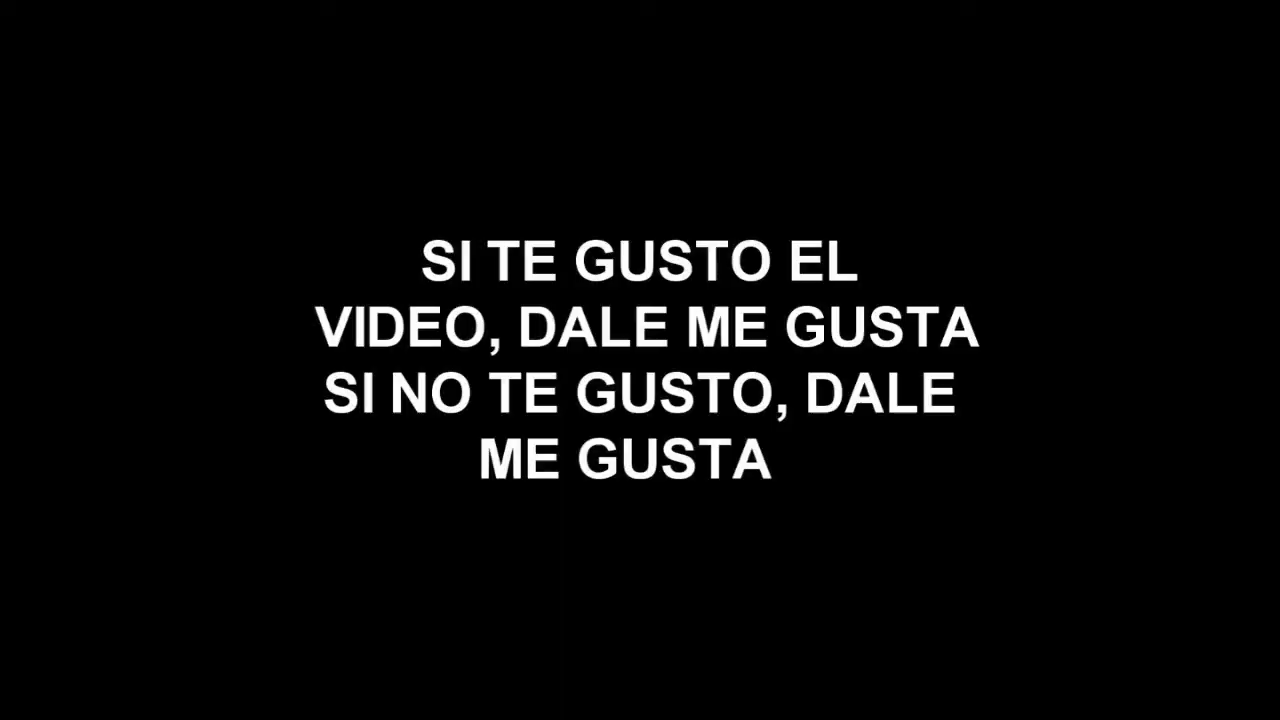 SI TE GUSTO EL
VIDEO, DALE ME GUSTA
SI NO TE GUSTO, DALE
ME GUSTA